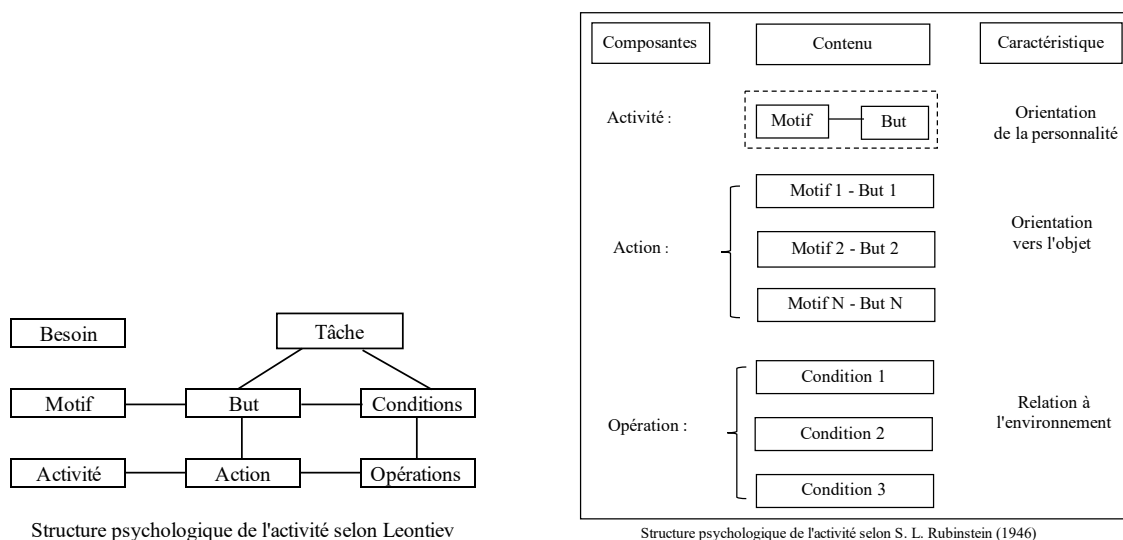 Besoin
Tâche
Motif
But
Conditions
Activité
Action
Opérations
Structure psychologique de l'activité selon Leontiev
Composantes
Contenu
Caractéristique
Activité :
Motif
But
Orientation
de la personnalité
Action :
Motif 1 - But 1
Motif 2 - But 2
Motif N - But N
Orientation
vers l'objet
Opération :
Condition 1
Condition 2
Condition 3
Relation à
l'environnement
Structure psychologique de l'activité selon S. L. Rubinstein (1946)